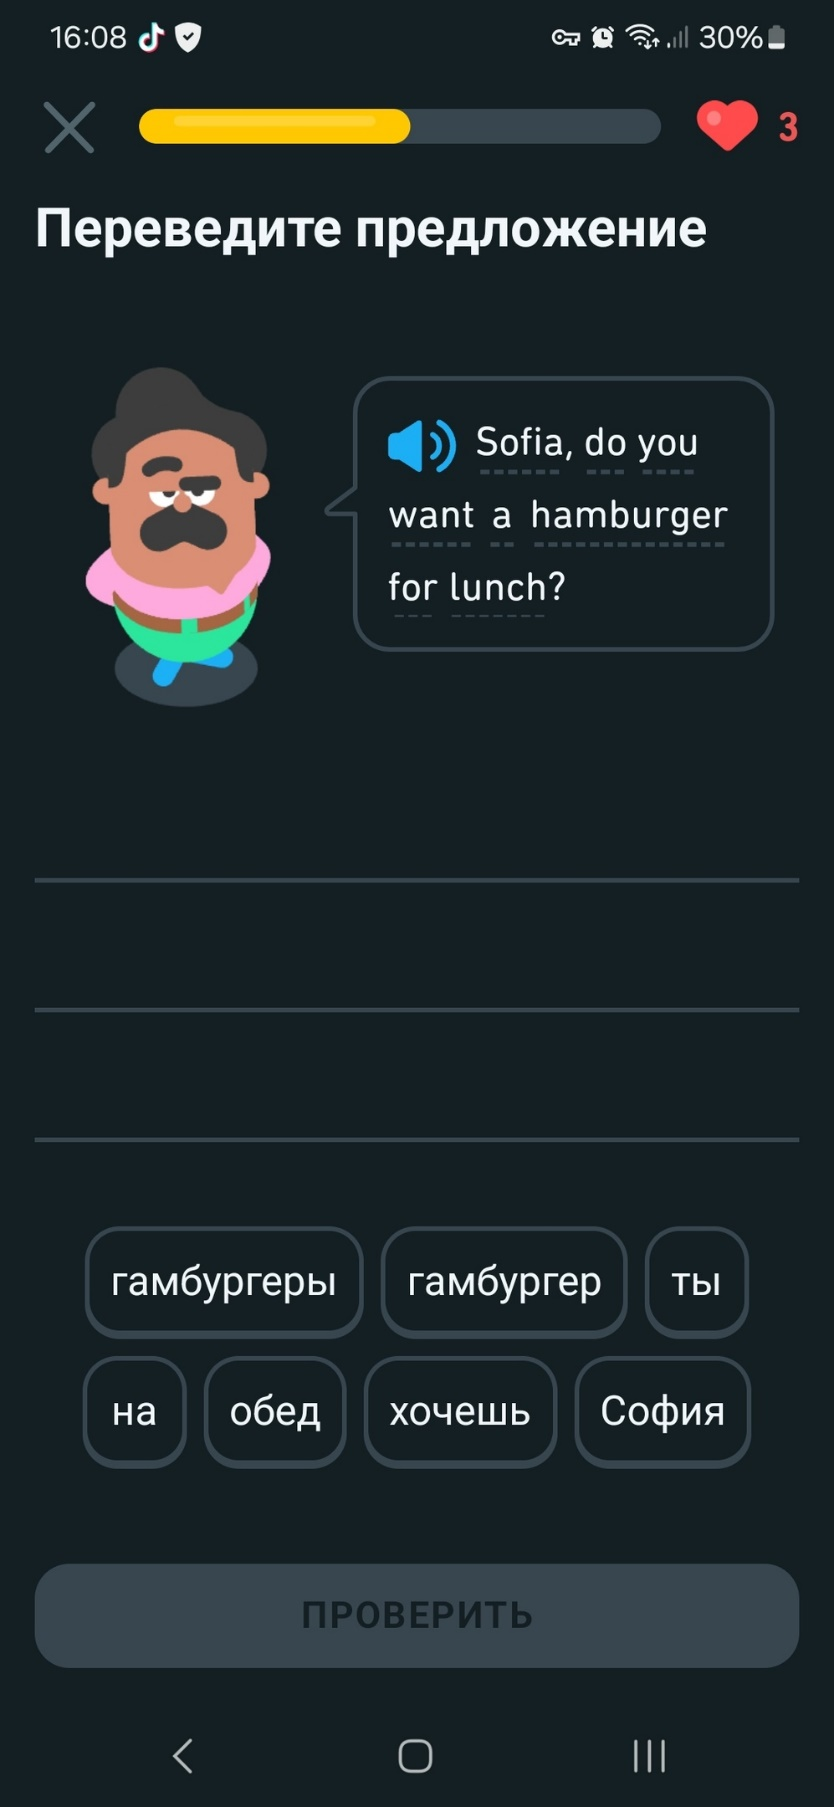 16:08 30%
3
Переведите предложение
Sofia, do you
want a hamburger
for lunch?
гамбургеры гамбургер ты
на обед хочешь София
ПРОВЕРИТЬ